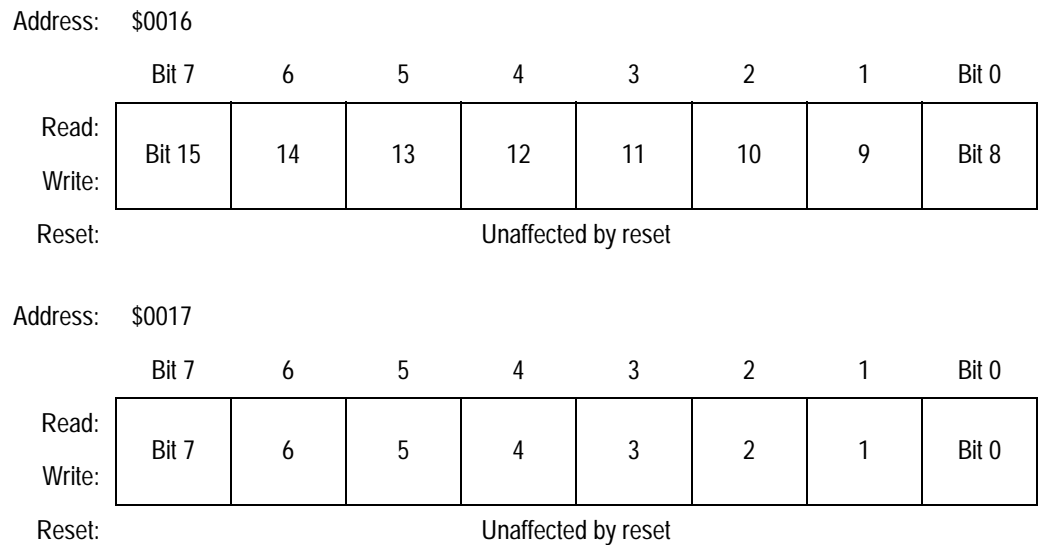 Address: $0016
Bit 7 6 5 4 3 2 1 Bit 0
Read:
Bit 15 14 13 12 11 10 9 Bit 8
Write:
Reset: Unaffected by reset
Address: $0017
Bit 7 6 5 4 3 2 1 Bit 0
Read:
Bit 7 6 5 4 3 2 1 Bit 0
Write:
Reset: Unaffected by reset